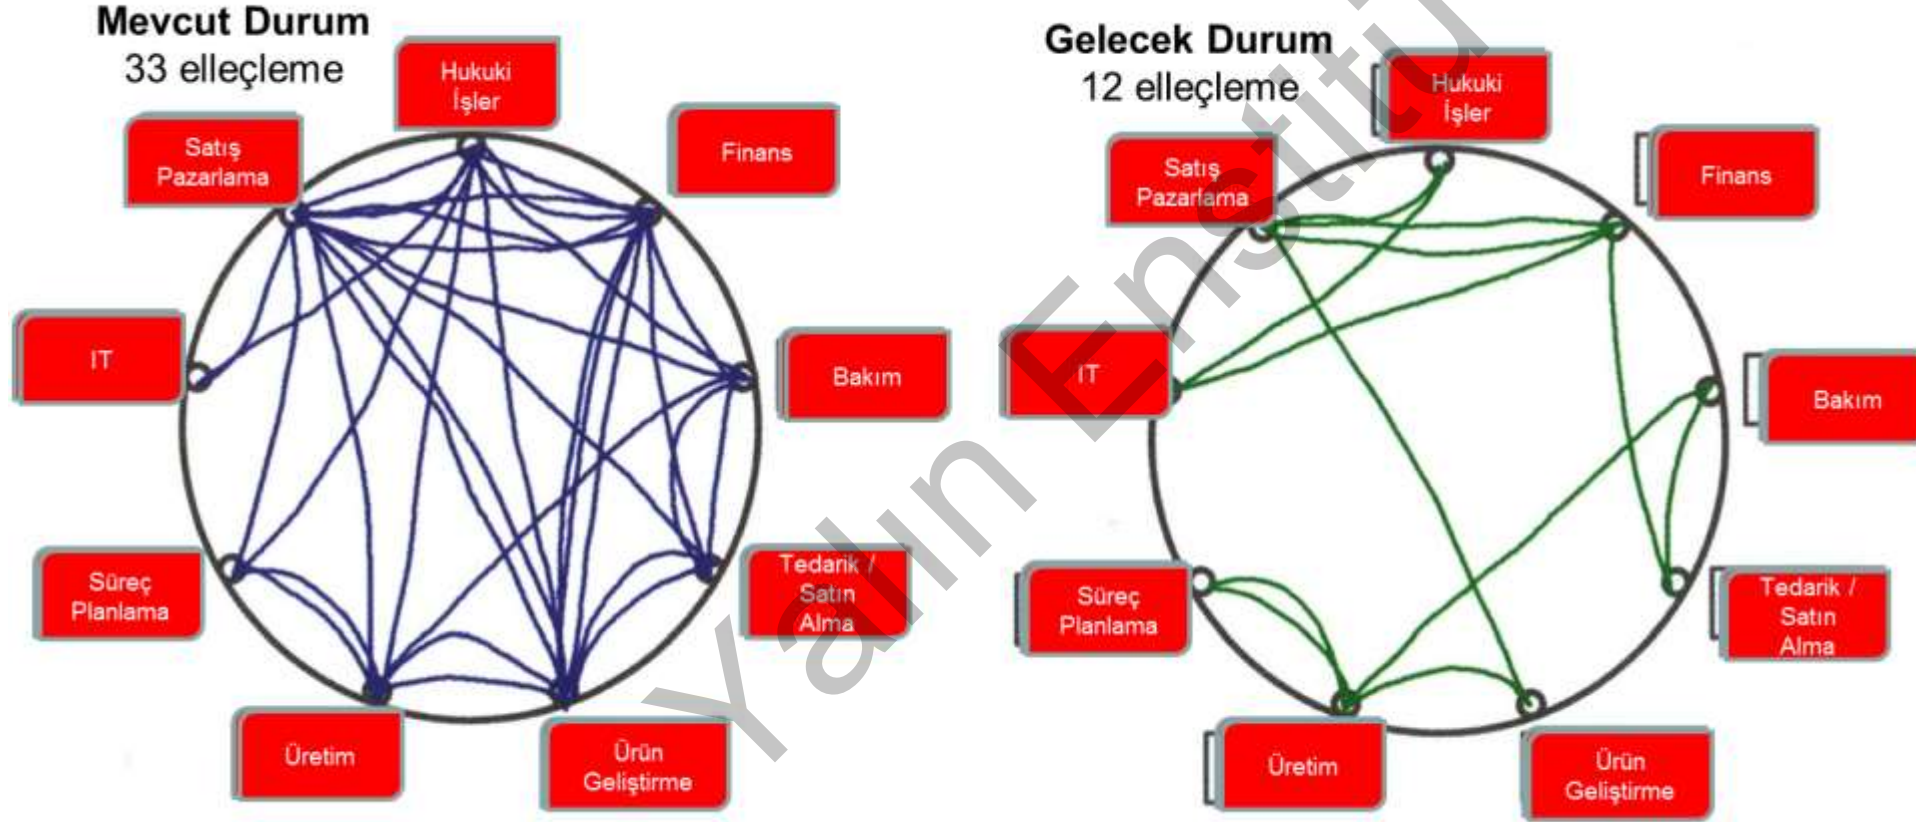 Mevcut Durum
33 elleçleme
Hukuki
İşler
Satış
Pazarlama
Finans
IT
Bakım
Süreç
Planlama
Tedarik /
Satın
Alma
Üretim
Ürün
Geliştirme
Gelecek Durum
12 elleçleme
Hukuki
İşler
Satış
Pazarlama
Finans
IT
Bakım
Süreç
Planlama
Tedarik /
Satın
Alma
Üretim
Ürün
Geliştirme
Yalın Enstitü